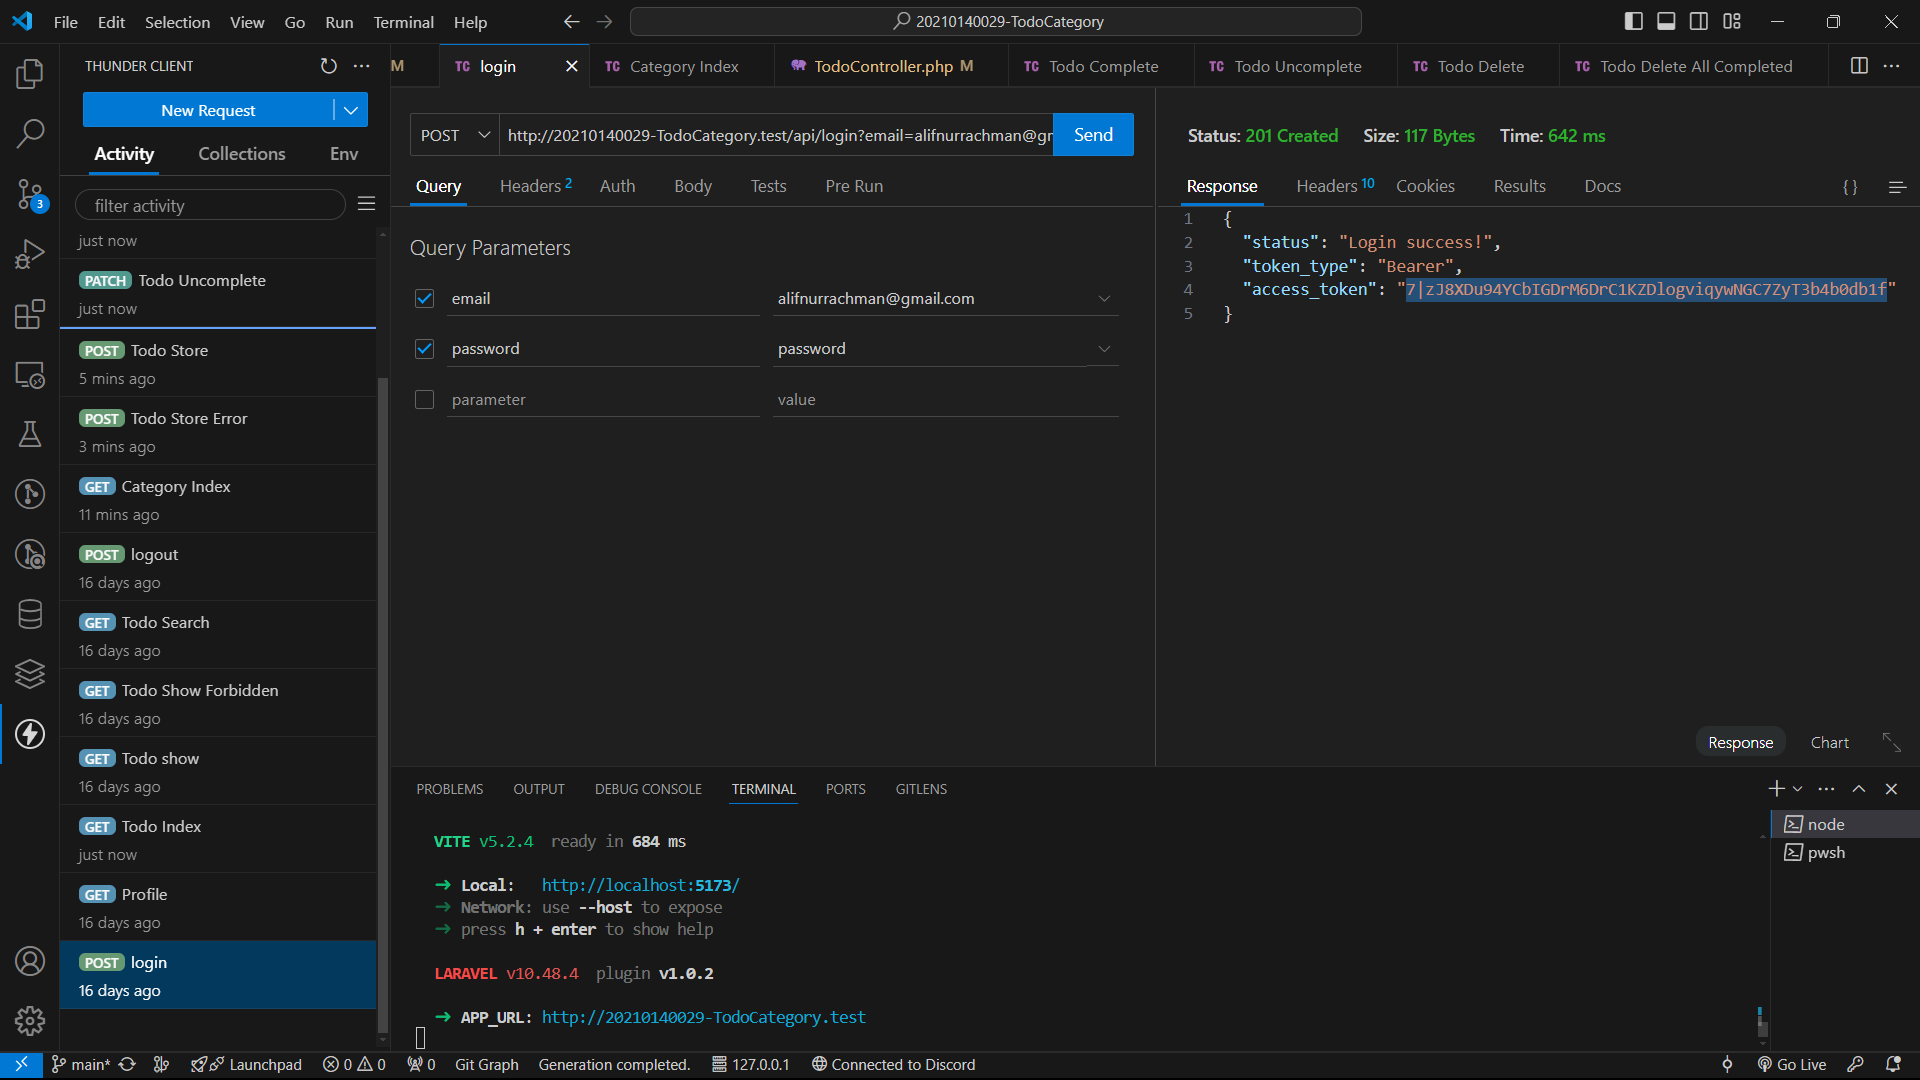 File Edit Selection View Go Run Terminal Help
20210140029-TodoCategory
THUNDER CLIENT
M
TC login
TC Category Index
TodoController.php M
TC Todo Complete
TC Todo Uncomplete
TC Todo Delete
TC Todo Delete All Completed
New Request
Activity Collections Env
filter activity
just now
PATCH Todo Uncomplete
just now
POST Todo Store
5 mins ago
POST Todo Store Error
3 mins ago
GET Category Index
11 mins ago
POST logout
16 days ago
GET Todo Search
16 days ago
GET Todo Show Forbidden
16 days ago
GET Todo show
16 days ago
GET Todo Index
just now
GET Profile
16 days ago
POST login
16 days ago
3
POST
http://20210140029-TodoCategory.test/api/login?email=alifnurrachman@gr
Send
Query Headers 2 Auth Body Tests Pre Run
Query Parameters
email alifnurrachman@gmail.com
password password
parameter value
Status: 201 Created Size: 117 Bytes Time: 642 ms
Response Headers 10 Cookies Results Docs {}
1 {
2 "status": "Login success!",
3 "token_type": "Bearer",
4 "access_token": "7|zJ8XDu94YCbIGDrM6DrC1KZDlogviqywNGC7ZyT3b4b0db1f"
5 }
Response Chart
PROBLEMS OUTPUT DEBUG CONSOLE TERMINAL PORTS GITLENS
VITE v5.2.4 ready in 684 ms
➜ Local: http://localhost:5173/
➜ Network: use --host to expose
➜ press h + enter to show help
LARAVEL v10.48.4 plugin v1.0.2
➜ APP_URL: http://20210140029-TodoCategory.test
node
pwsh
main* Launchpad 0 0 0 Git Graph Generation completed. 127.0.0.1 Connected to Discord Go Live